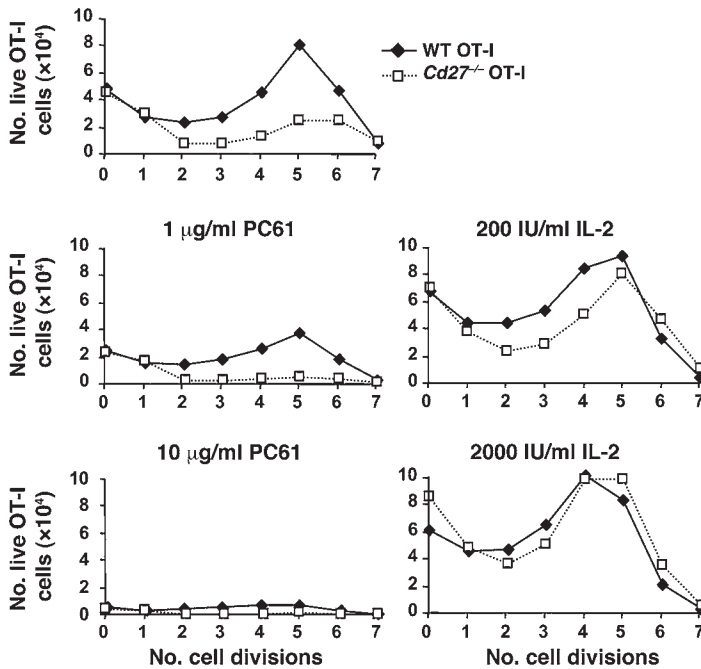 No. live OT-I
cells (×10⁴)
10
8
6
4
2
0
0 1 2 3 4 5 6 7
WT OT-I
Cd27⁻/⁻ OT-I
1 μg/ml PC61
No. live OT-I
cells (×10⁴)
10
8
6
4
2
0
0 1 2 3 4 5 6 7
200 IU/ml IL-2
10
8
6
4
2
0
0 1 2 3 4 5 6 7
10 μg/ml PC61
No. live OT-I
cells (×10⁴)
10
8
6
4
2
0
0 1 2 3 4 5 6 7
No. cell divisions
2000 IU/ml IL-2
10
8
6
4
2
0
0 1 2 3 4 5 6 7
No. cell divisions